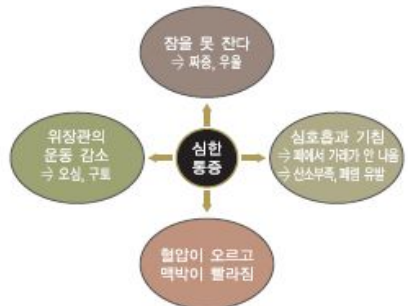 잠을 못 잔다
→ 짜증, 우울
위장관의
운동 감소
→ 오심, 구토
심한
통증
심호흡과 기침
→ 폐에서 가래가 안 나옴
→ 산소부족, 폐렴 유발
혈압이 오르고
맥박이 빨라짐